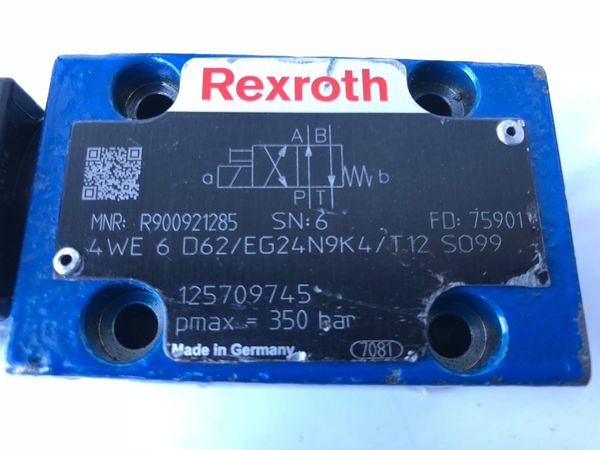 Rexroth
A B
a b
P T
MNR: R900921285 SN: 6 FD: 75901
4WE 6 D62/EG24N9K4/T12 SO99
125709745
pmax = 350 bar
Made in Germany 7081